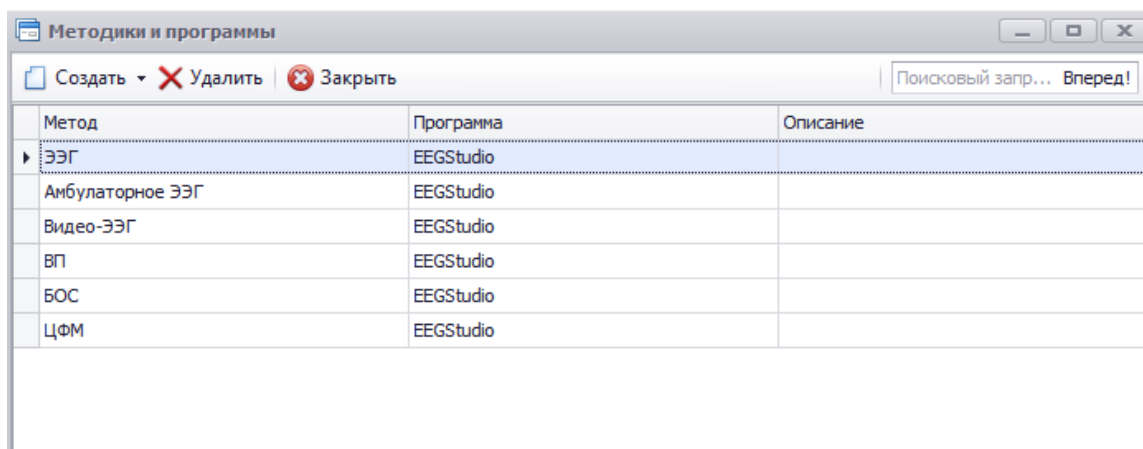 Методики и программы
Создать Удалить Закрыть Поисковый запр... Вперед!
Метод Программа Описание
ЭЭГ EEGStudio
Амбулаторное ЭЭГ EEGStudio
Видео-ЭЭГ EEGStudio
ВП EEGStudio
БОС EEGStudio
ЦФМ EEGStudio